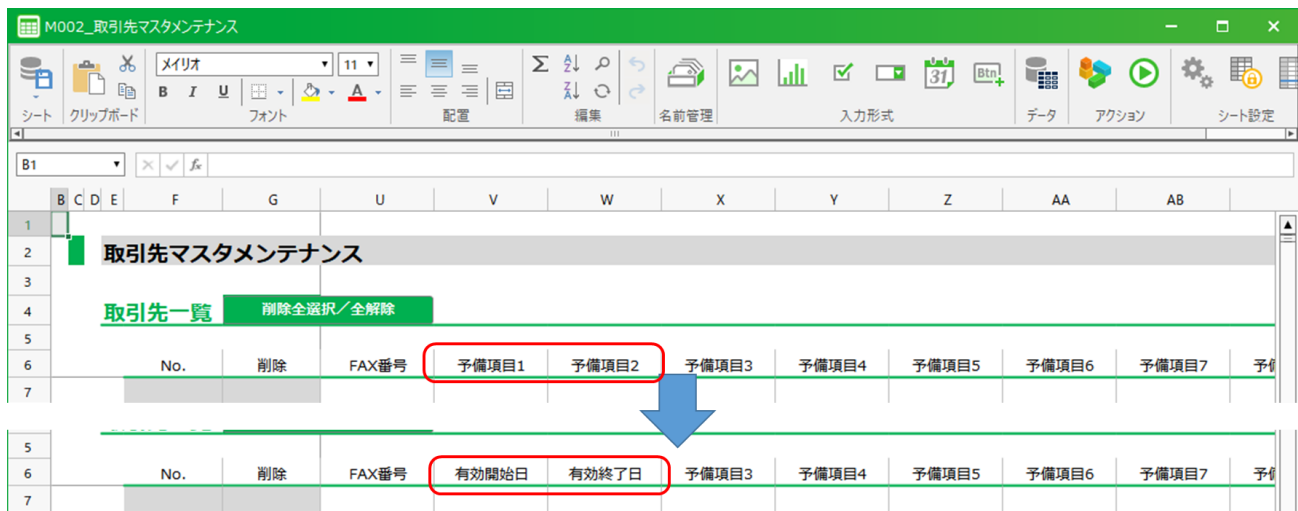 M002_取引先マスタメンテナンス
メイリオ 11
B I U A Σ A Z Z A 31 Btn
シート クリップボード フォント 配置 編集 名前管理 入力形式 データ アクション シート設定
B1 fx
B C D E F G U V W X Y Z AA AB
1
2 取引先マスタメンテナンス
3
4 取引先一覧 削除全選択／全解除
5
6 No. 削除 FAX番号 予備項目1 予備項目2 予備項目3 予備項目4 予備項目5 予備項目6 予備項目7
7
5
6 No. 削除 FAX番号 有効開始日 有効終了日 予備項目3 予備項目4 予備項目5 予備項目6 予備項目7
7